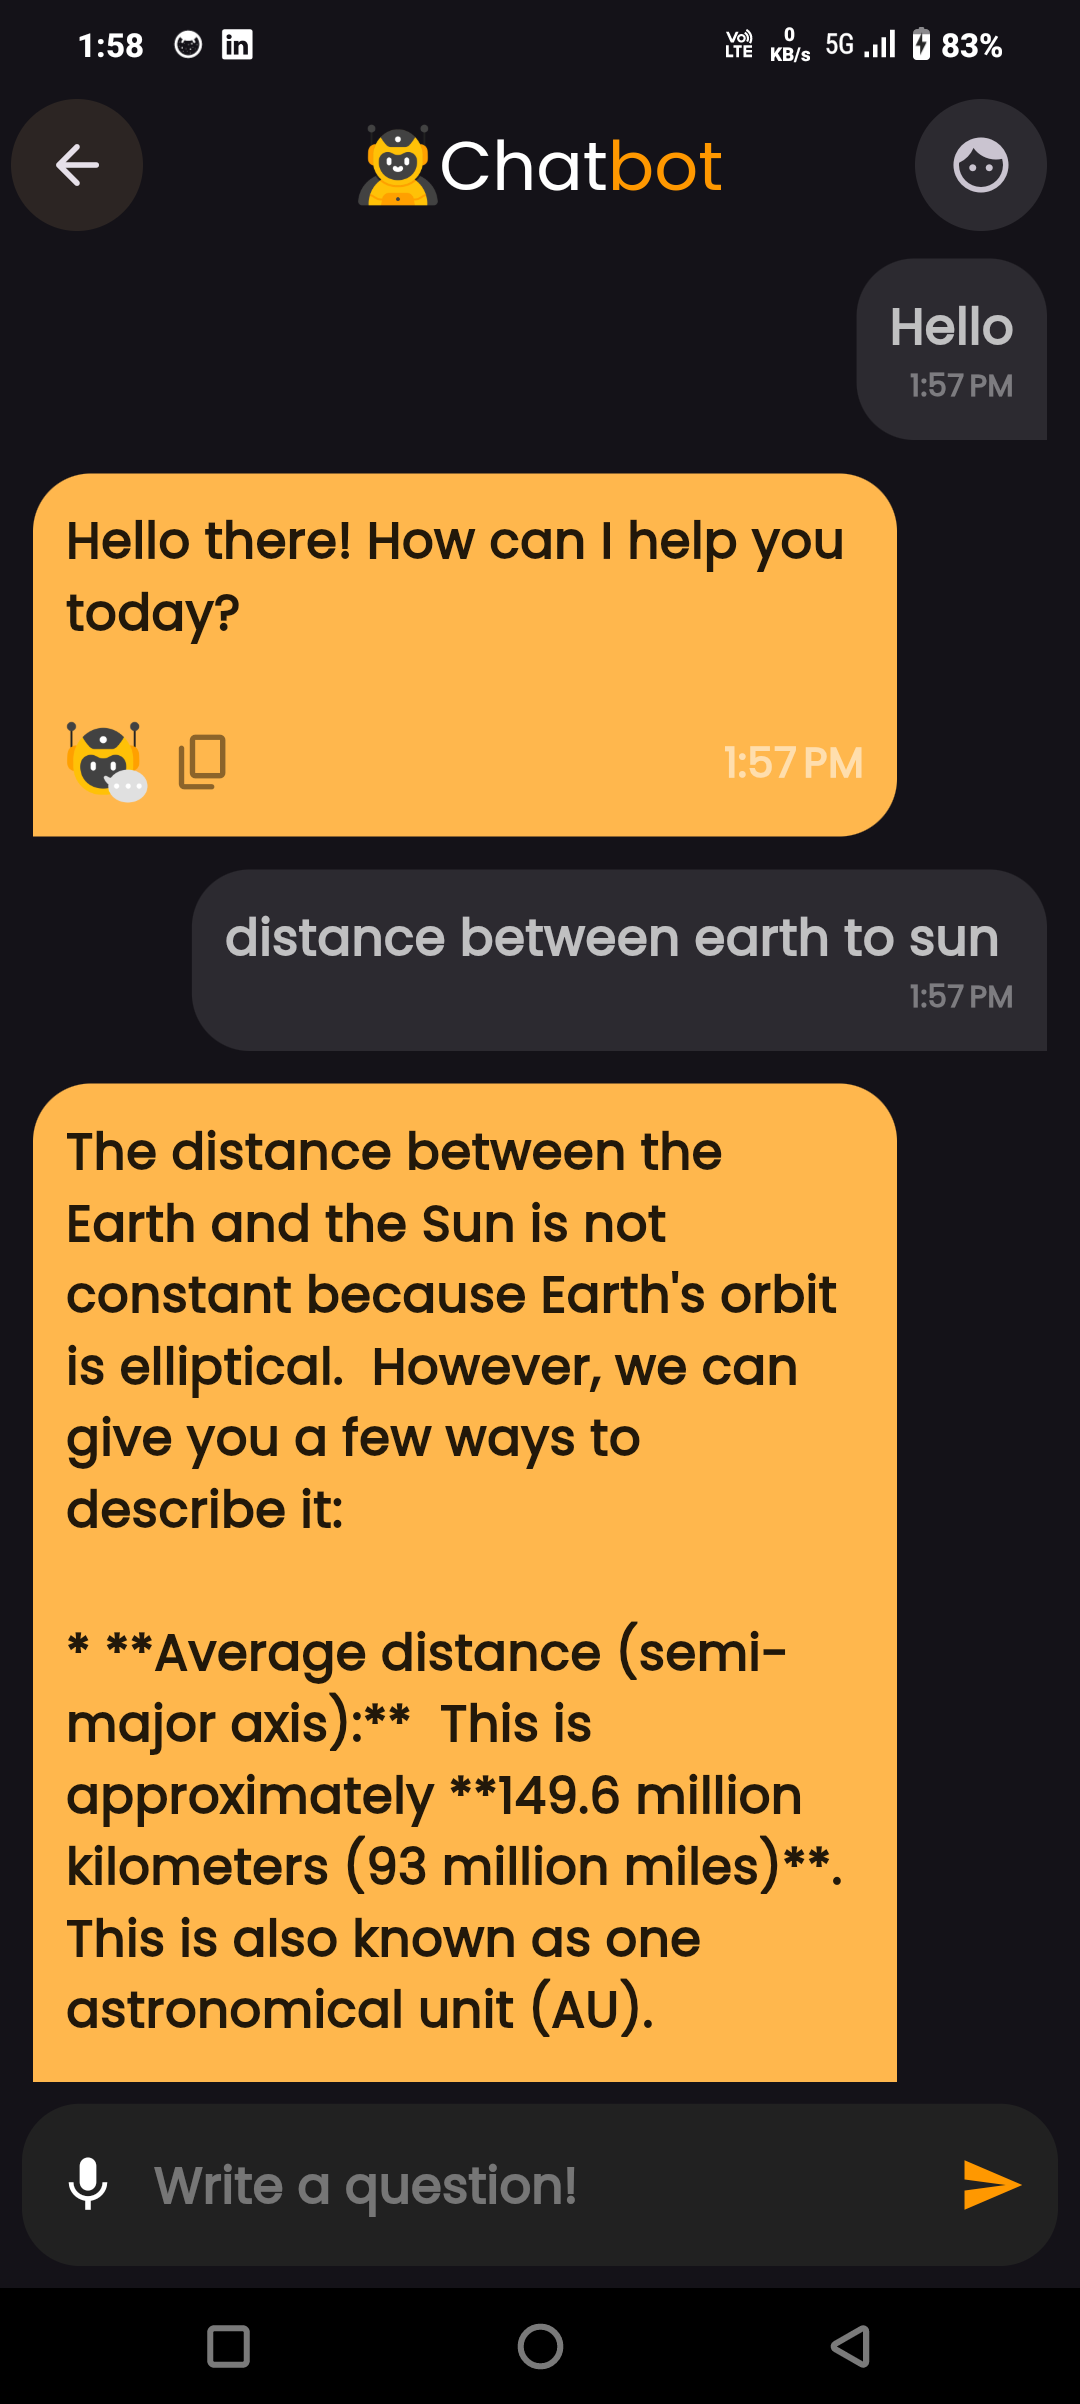 1:58
Vo))
LTE
0
KB/s
5G
83%
Chatbot
Hello
1:57 PM
Hello there! How can I help you
today?
1:57 PM
distance between earth to sun
1:57 PM
The distance between the
Earth and the Sun is not
constant because Earth's orbit
is elliptical.  However, we can
give you a few ways to
describe it:
* **Average distance (semi-
major axis):**  This is
approximately **149.6 million
kilometers (93 million miles)**.
This is also known as one
astronomical unit (AU).
Write a question!